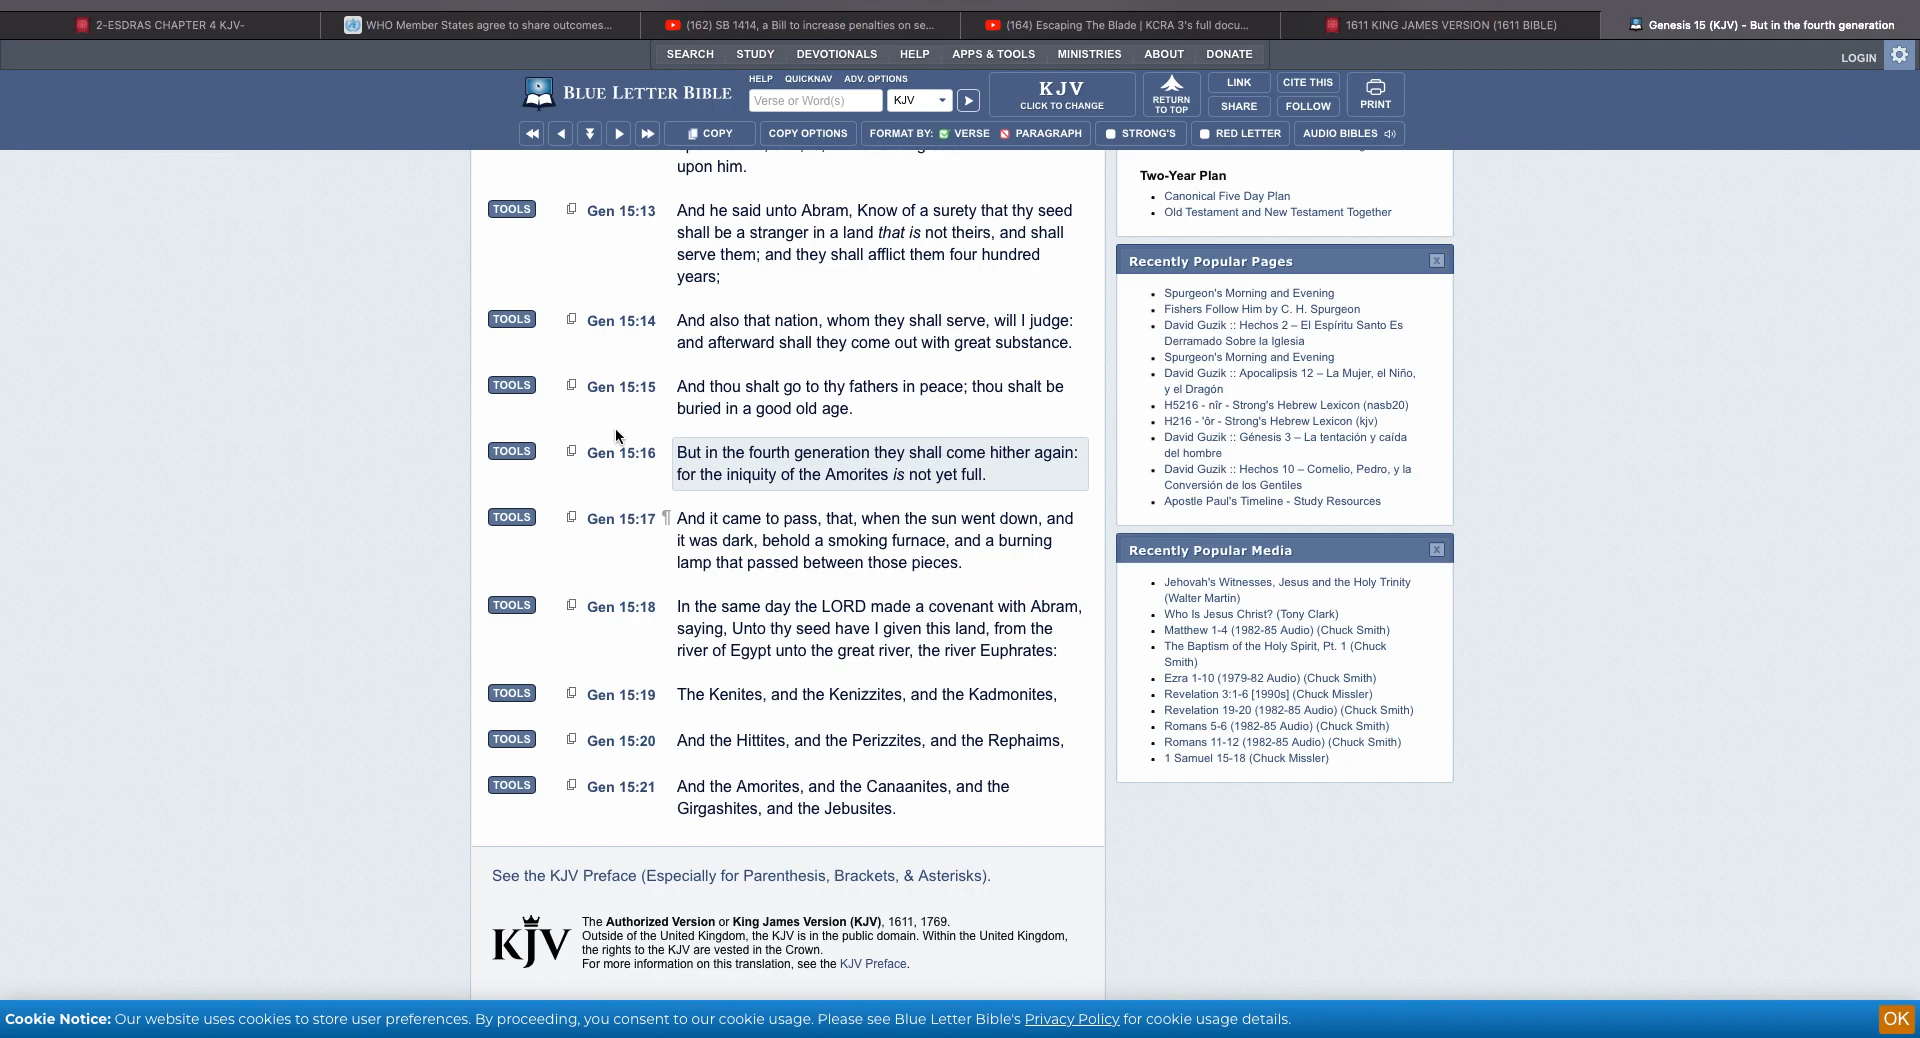 2-ESDRAS CHAPTER 4 KJV-
WHO Member States agree to share outcomes...
(162) SB 1414, a Bill to increase penalties on se...
(164) Escaping The Blade | KCRA 3's full docu...
1611 KING JAMES VERSION (1611 BIBLE)
Genesis 15 (KJV) - But in the fourth generation
SEARCH STUDY DEVOTIONALS HELP APPS & TOOLS MINISTRIES ABOUT DONATE
LOGIN
BLUE LETTER BIBLE
HELP QUICKNAV ADV. OPTIONS
Verse or Word(s)
KJV
KJV
CLICK TO CHANGE
RETURN
TO TOP
LINK
CITE THIS
SHARE
FOLLOW
PRINT
COPY
COPY OPTIONS
FORMAT BY: VERSE PARAGRAPH
STRONG'S
RED LETTER
AUDIO BIBLES
upon him.
TOOLS Gen 15:13 And he said unto Abram, Know of a surety that thy seed
shall be a stranger in a land that is not theirs, and shall
serve them; and they shall afflict them four hundred
years;
TOOLS Gen 15:14 And also that nation, whom they shall serve, will I judge:
and afterward shall they come out with great substance.
TOOLS Gen 15:15 And thou shalt go to thy fathers in peace; thou shalt be
buried in a good old age.
TOOLS Gen 15:16 But in the fourth generation they shall come hither again:
for the iniquity of the Amorites is not yet full.
TOOLS Gen 15:17 ¶ And it came to pass, that, when the sun went down, and
it was dark, behold a smoking furnace, and a burning
lamp that passed between those pieces.
TOOLS Gen 15:18 In the same day the LORD made a covenant with Abram,
saying, Unto thy seed have I given this land, from the
river of Egypt unto the great river, the river Euphrates:
TOOLS Gen 15:19 The Kenites, and the Kenizzites, and the Kadmonites,
TOOLS Gen 15:20 And the Hittites, and the Perizzites, and the Rephaims,
TOOLS Gen 15:21 And the Amorites, and the Canaanites, and the
Girgashites, and the Jebusites.
See the KJV Preface (Especially for Parenthesis, Brackets, & Asterisks).
KJV
The Authorized Version or King James Version (KJV), 1611, 1769.
Outside of the United Kingdom, the KJV is in the public domain. Within the United Kingdom,
the rights to the KJV are vested in the Crown.
For more information on this translation, see the KJV Preface.
Two-Year Plan
Canonical Five Day Plan
Old Testament and New Testament Together
Recently Popular Pages
x
Spurgeon's Morning and Evening
Fishers Follow Him by C. H. Spurgeon
David Guzik :: Hechos 2 – El Espíritu Santo Es
Derramado Sobre la Iglesia
Spurgeon's Morning and Evening
David Guzik :: Apocalipsis 12 – La Mujer, el Niño,
y el Dragón
H5216 - nîr - Strong's Hebrew Lexicon (nasb20)
H216 - 'ôr - Strong's Hebrew Lexicon (kjv)
David Guzik :: Génesis 3 – La tentación y caída
del hombre
David Guzik :: Hechos 10 – Cornelio, Pedro, y la
Conversión de los Gentiles
Apostle Paul's Timeline - Study Resources
Recently Popular Media
x
Jehovah's Witnesses, Jesus and the Holy Trinity
(Walter Martin)
Who Is Jesus Christ? (Tony Clark)
Matthew 1-4 (1982-85 Audio) (Chuck Smith)
The Baptism of the Holy Spirit, Pt. 1 (Chuck
Smith)
Ezra 1-10 (1979-82 Audio) (Chuck Smith)
Revelation 3:1-6 [1990s] (Chuck Missler)
Revelation 19-20 (1982-85 Audio) (Chuck Smith)
Romans 5-6 (1982-85 Audio) (Chuck Smith)
Romans 11-12 (1982-85 Audio) (Chuck Smith)
1 Samuel 15-18 (Chuck Missler)
Cookie Notice: Our website uses cookies to store user preferences. By proceeding, you consent to our cookie usage. Please see Blue Letter Bible's Privacy Policy for cookie usage details.
OK